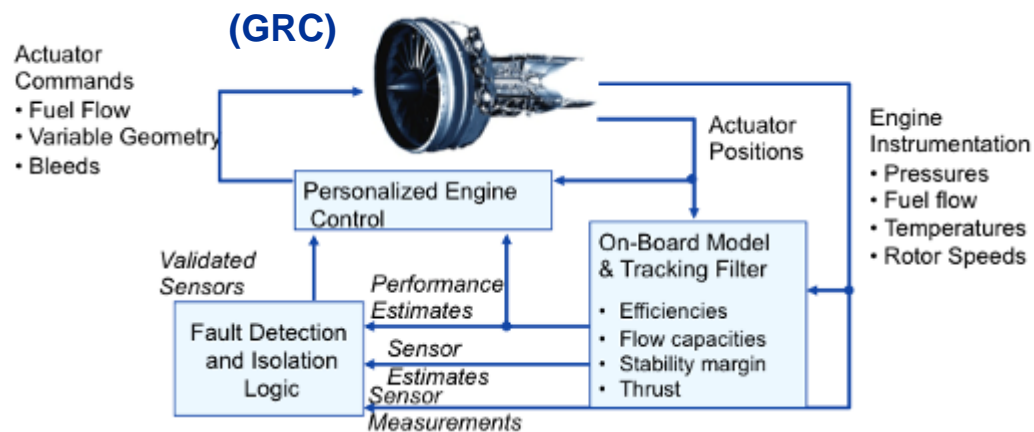 (GRC)
Actuator
Commands
• Fuel Flow
• Variable Geometry
• Bleeds
Actuator
Positions
Engine
Instrumentation
• Pressures
• Fuel flow
• Temperatures
• Rotor Speeds
Personalized Engine
Control
On-Board Model
& Tracking Filter
• Efficiencies
• Flow capacities
• Stability margin
• Thrust
Validated
Sensors
Performance
Estimates
Fault Detection
and Isolation
Logic
Sensor
Estimates
Sensor
Measurements